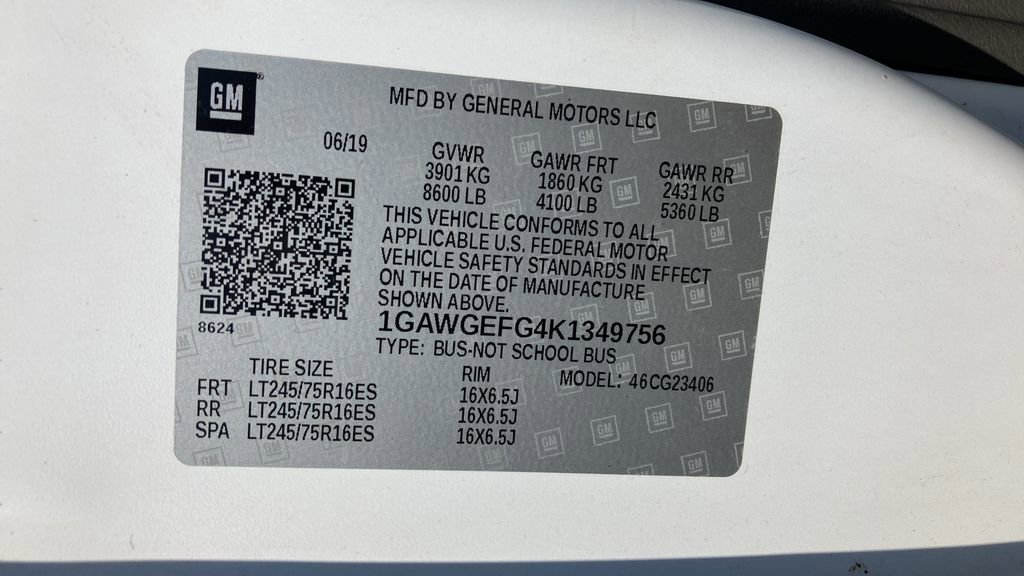 GM
MFD BY GENERAL MOTORS LLC
06/19
GVWR GAWR FRT GAWR RR
3901 KG 1860 KG 2431 KG
8600 LB 4100 LB 5360 LB
THIS VEHICLE CONFORMS TO ALL
APPLICABLE U.S. FEDERAL MOTOR
VEHICLE SAFETY STANDARDS IN EFFECT
ON THE DATE OF MANUFACTURE
SHOWN ABOVE.
8624
1GAWGEFG4K1349756
TYPE: BUS-NOT SCHOOL BUS
TIRE SIZE RIM MODEL: 46CG23406
FRT LT245/75R16ES 16X6.5J
RR LT245/75R16ES 16X6.5J
SPA LT245/75R16ES 16X6.5J